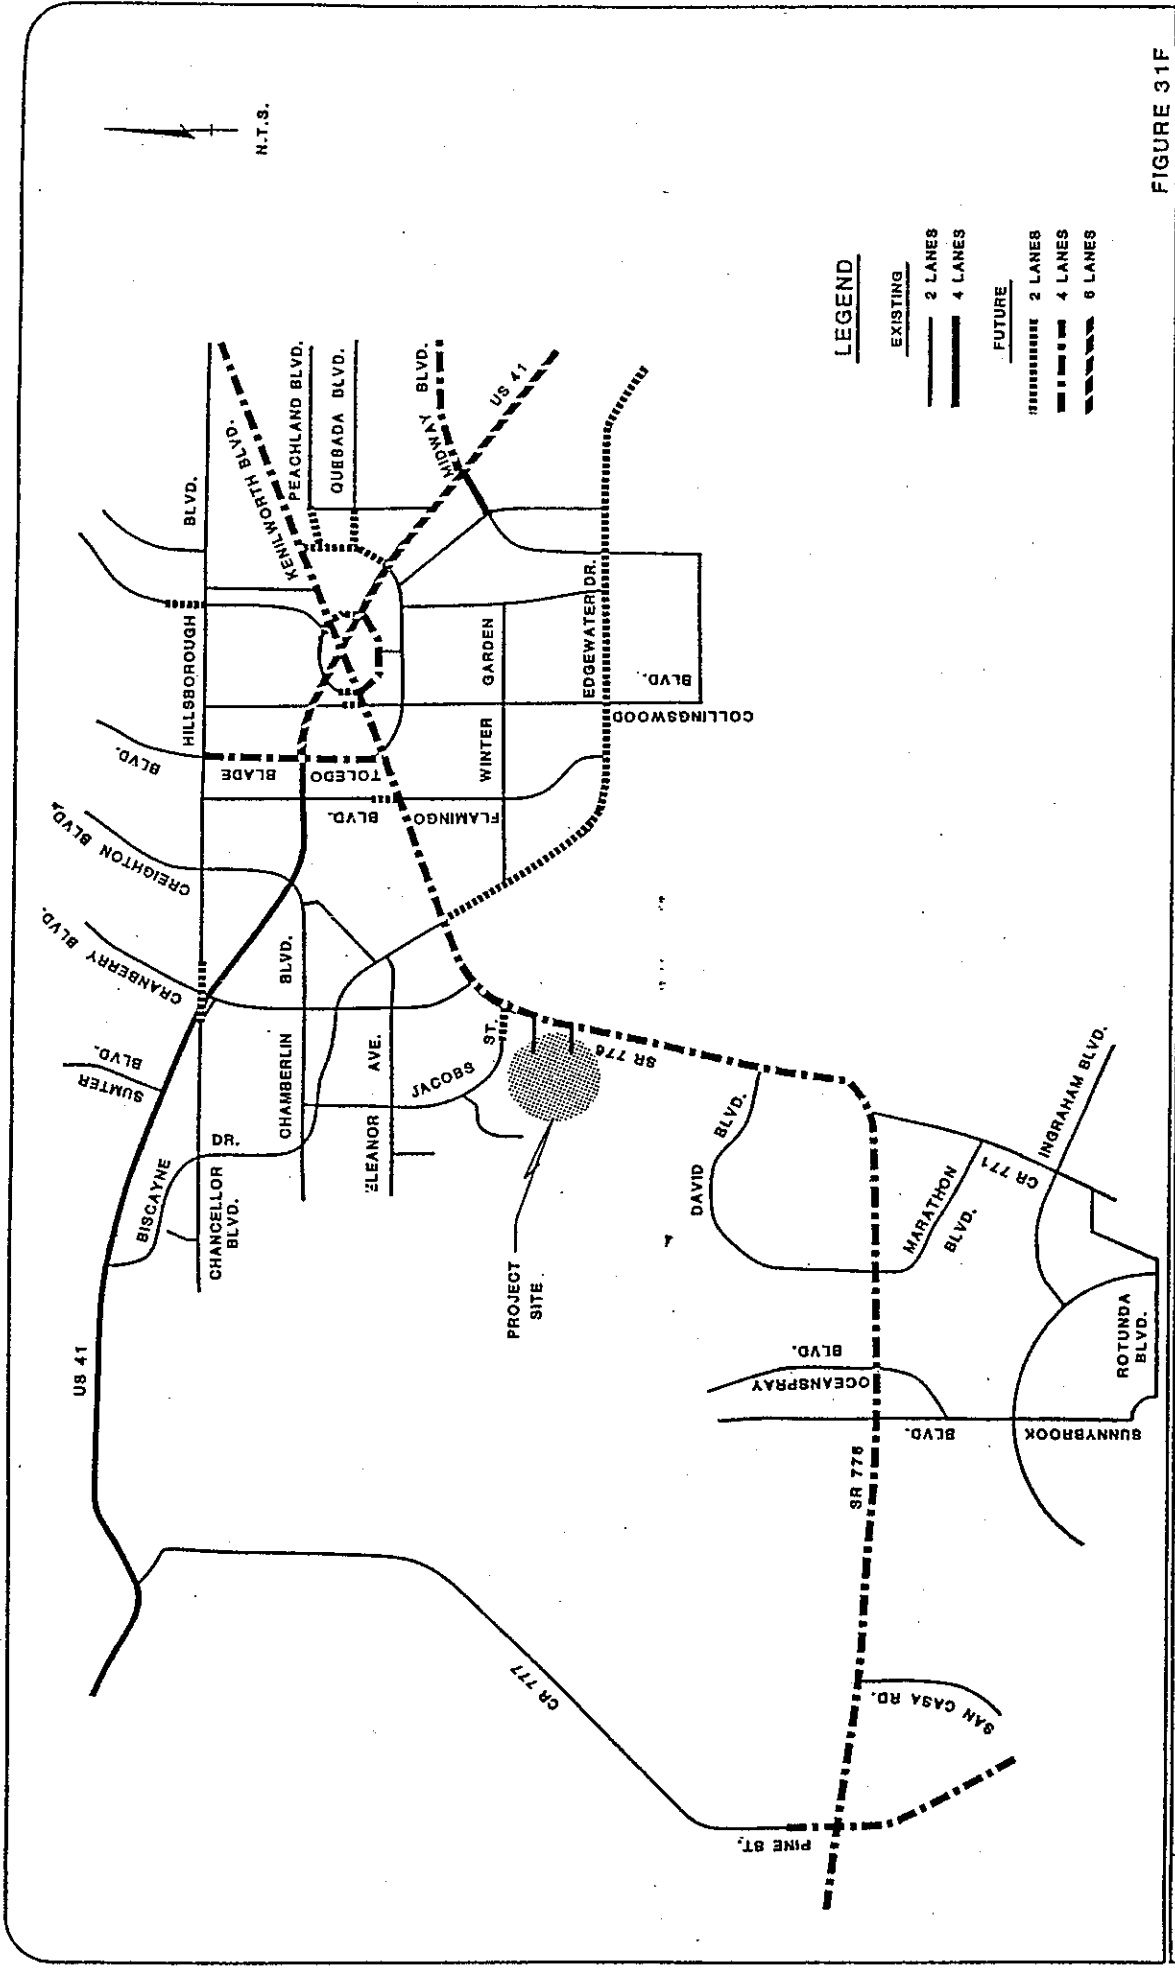 N.T.S.
US 41
SUMTER
BLVD.
CRANBERRY BLVD.
CREIGHTON BLVD.
BLVD.
HILLSBOROUGH
BLVD.
KENILWORTH BLVD.
PEACHLAND BLVD.
QUESADA BLVD.
MIDWAY
BLVD.
US 41
BISCAYNE
DR.
CHANCELLOR
BLVD.
CHAMBERLIN
BLVD.
ELEANOR
AVE.
JACOBS
ST.
BLADE
TOLEDO
BLVD.
FLAMINGO
WINTER
GARDEN
EDGEWATER DR.
COLLINGSWOOD
BLVD.
PROJECT
SITE
SR 776
DAVID
BLVD.
MARATHON
BLVD.
CR 771
INGRAHAM BLVD.
ROTUNDA
BLVD.
OCEANSPRAY
BLVD.
SUNNYBROOK
BLVD.
SR 776
CR 777
PINE ST.
SAN CASA RD.
LEGEND
EXISTING
2 LANES
4 LANES
FUTURE
2 LANES
4 LANES
6 LANES
FIGURE 31F